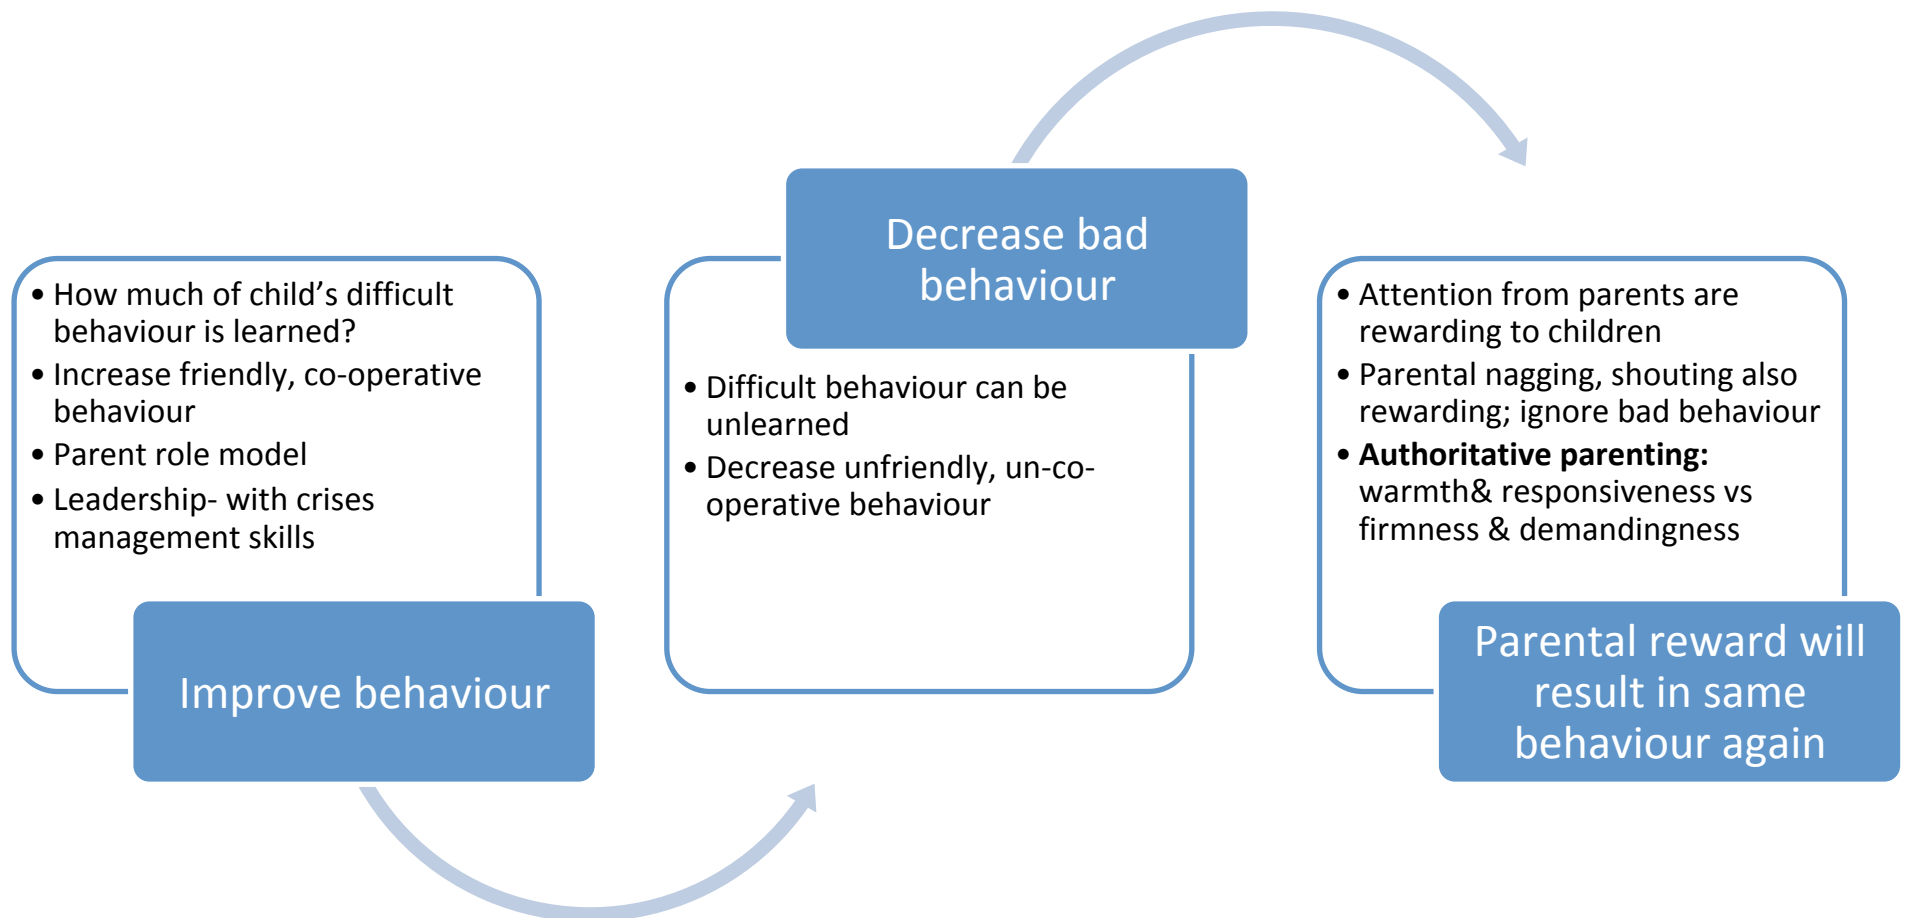 • How much of child’s difficult
behaviour is learned?
• Increase friendly, co-operative
behaviour
• Parent role model
• Leadership- with crises
management skills
Improve behaviour
Decrease bad
behaviour
• Difficult behaviour can be
unlearned
• Decrease unfriendly, un-co-
operative behaviour
• Attention from parents are
rewarding to children
• Parental nagging, shouting also
rewarding; ignore bad behaviour
• Authoritative parenting:
warmth& responsiveness vs
firmness & demandingness
Parental reward will
result in same
behaviour again